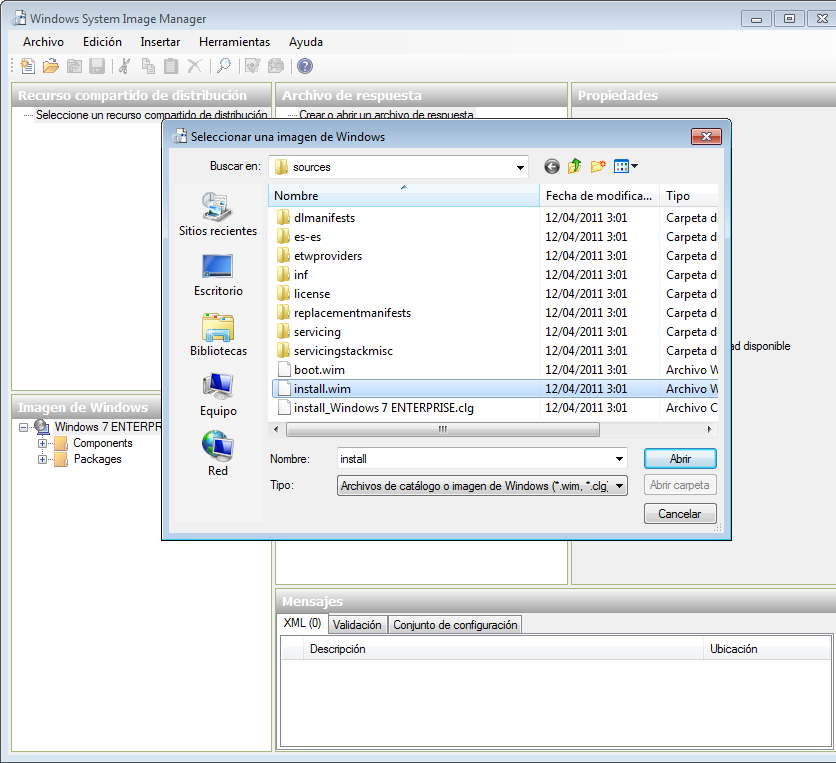 Windows System Image Manager
Archivo Edición Insertar Herramientas Ayuda
Recurso compartido de distribución
Seleccione un recurso compartido de distribución
Archivo de respuesta
Crear o abrir un archivo de respuesta
Propiedades
Seleccionar una imagen de Windows
Buscar en: sources
Sitios recientes
Escritorio
Bibliotecas
Equipo
Red
Nombre Fecha de modifica... Tipo
dlmanifests 12/04/2011 3:01 Carpeta d
es-es 12/04/2011 3:01 Carpeta d
etwproviders 12/04/2011 3:01 Carpeta d
inf 12/04/2011 3:01 Carpeta d
license 12/04/2011 3:01 Carpeta d
replacementmanifests 12/04/2011 3:01 Carpeta d
servicing 12/04/2011 3:01 Carpeta d
servicingstackmisc 12/04/2011 3:01 Carpeta d
boot.wim 12/04/2011 3:01 Archivo W
install.wim 12/04/2011 3:01 Archivo W
install_Windows 7 ENTERPRISE.clg 12/04/2011 3:01 Archivo C
Nombre: install Abrir
Tipo: Archivos de catálogo o imagen de Windows (*.wim, *.clg) Abrir carpeta
Cancelar
ad disponible
Imagen de Windows
Windows 7 ENTERPR
Components
Packages
Mensajes
XML (0) Validación Conjunto de configuración
Descripción Ubicación